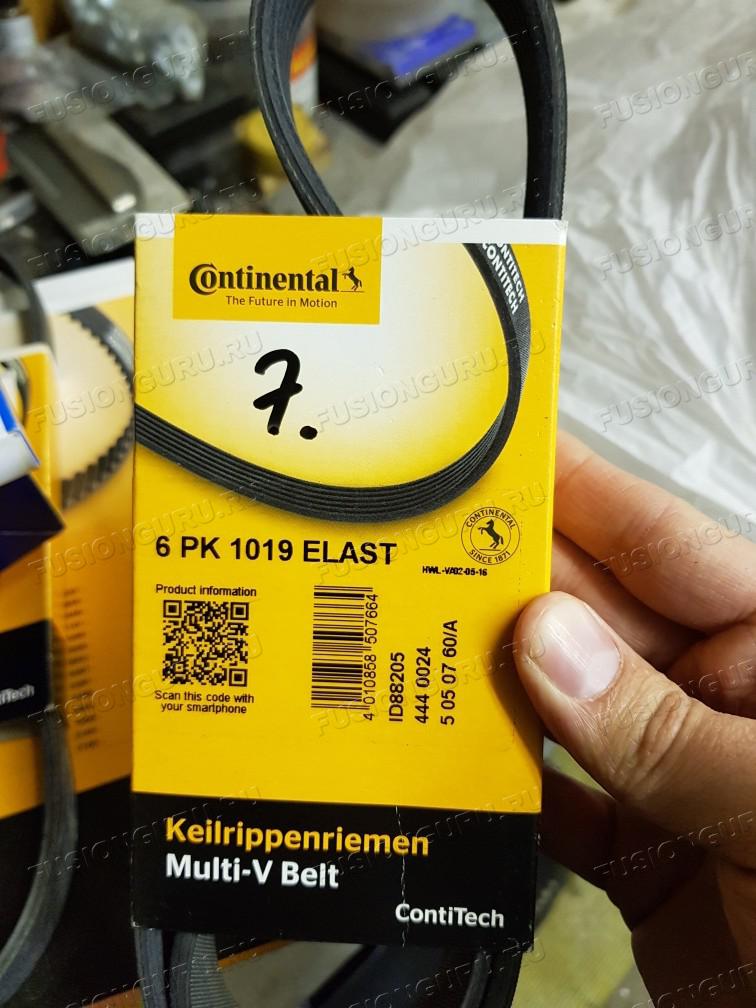 Continental
The Future in Motion
CONTITECH
CONTITECH
7.
6 PK 1019 ELAST
CONTINENTAL
SINCE 1871
HWL-VA02-05-16
Product information
Scan this code with
your smartphone
4 010858 507664
ID88205
444 0024
5 05 07 60/A
Keilrippenriemen
Multi-V Belt
ContiTech
ContiTech
FUSIONGURU.RU